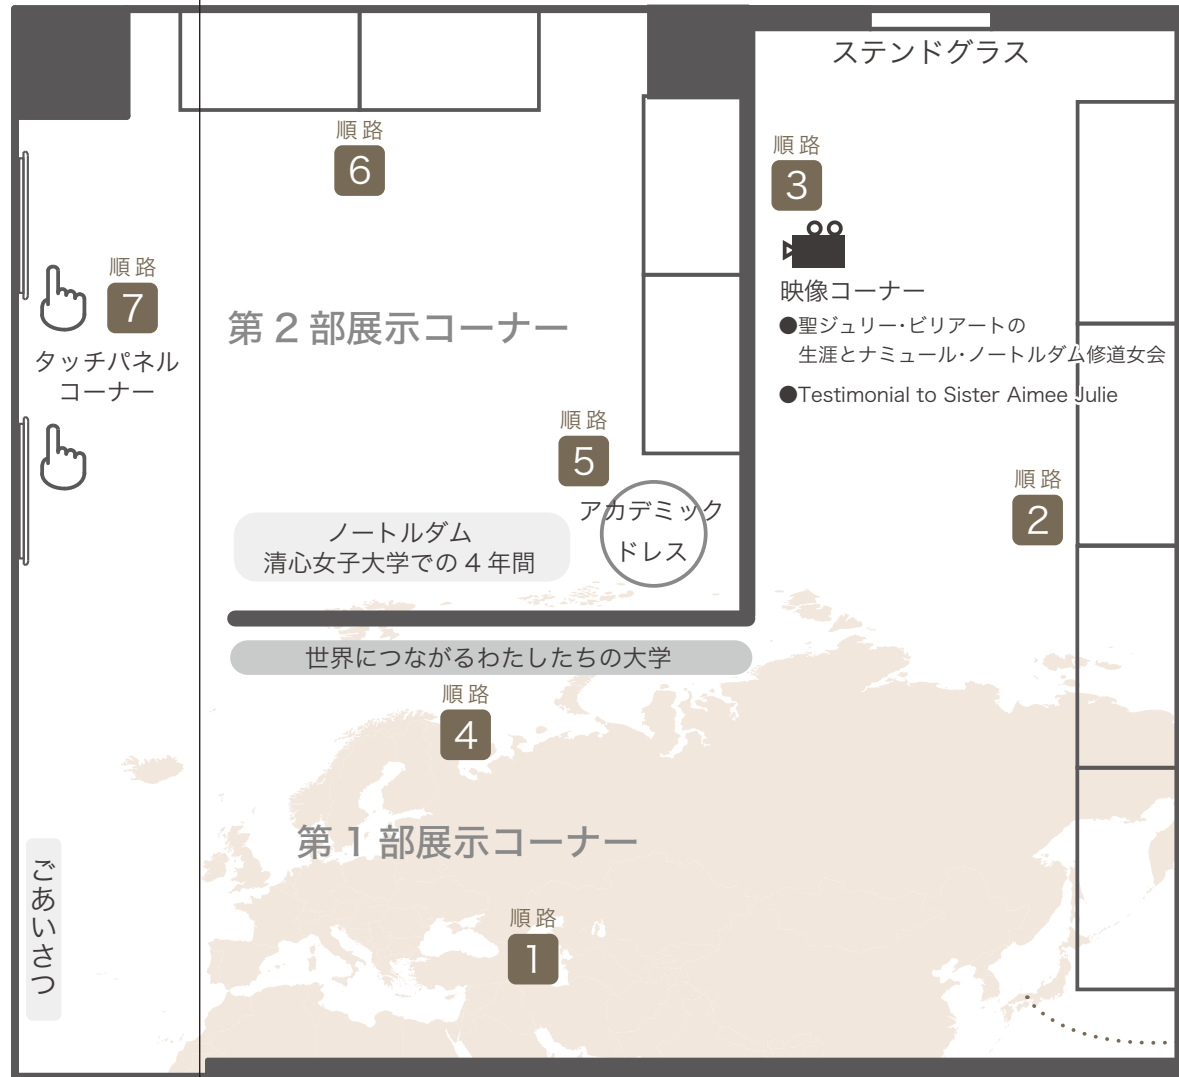 ステンドグラス
順路
6
順路
3
映像コーナー
●聖ジュリー・ビリアートの
生涯とナミュール・ノートルダム修道女会
●Testimonial to Sister Aimee Julie
順路
7
タッチパネル
コーナー
第2部展示コーナー
順路
5
アカデミック
ドレス
順路
2
ノートルダム
清心女子大学での4年間
世界につながるわたしたちの大学
順路
4
第1部展示コーナー
順路
1
ごあいさつ